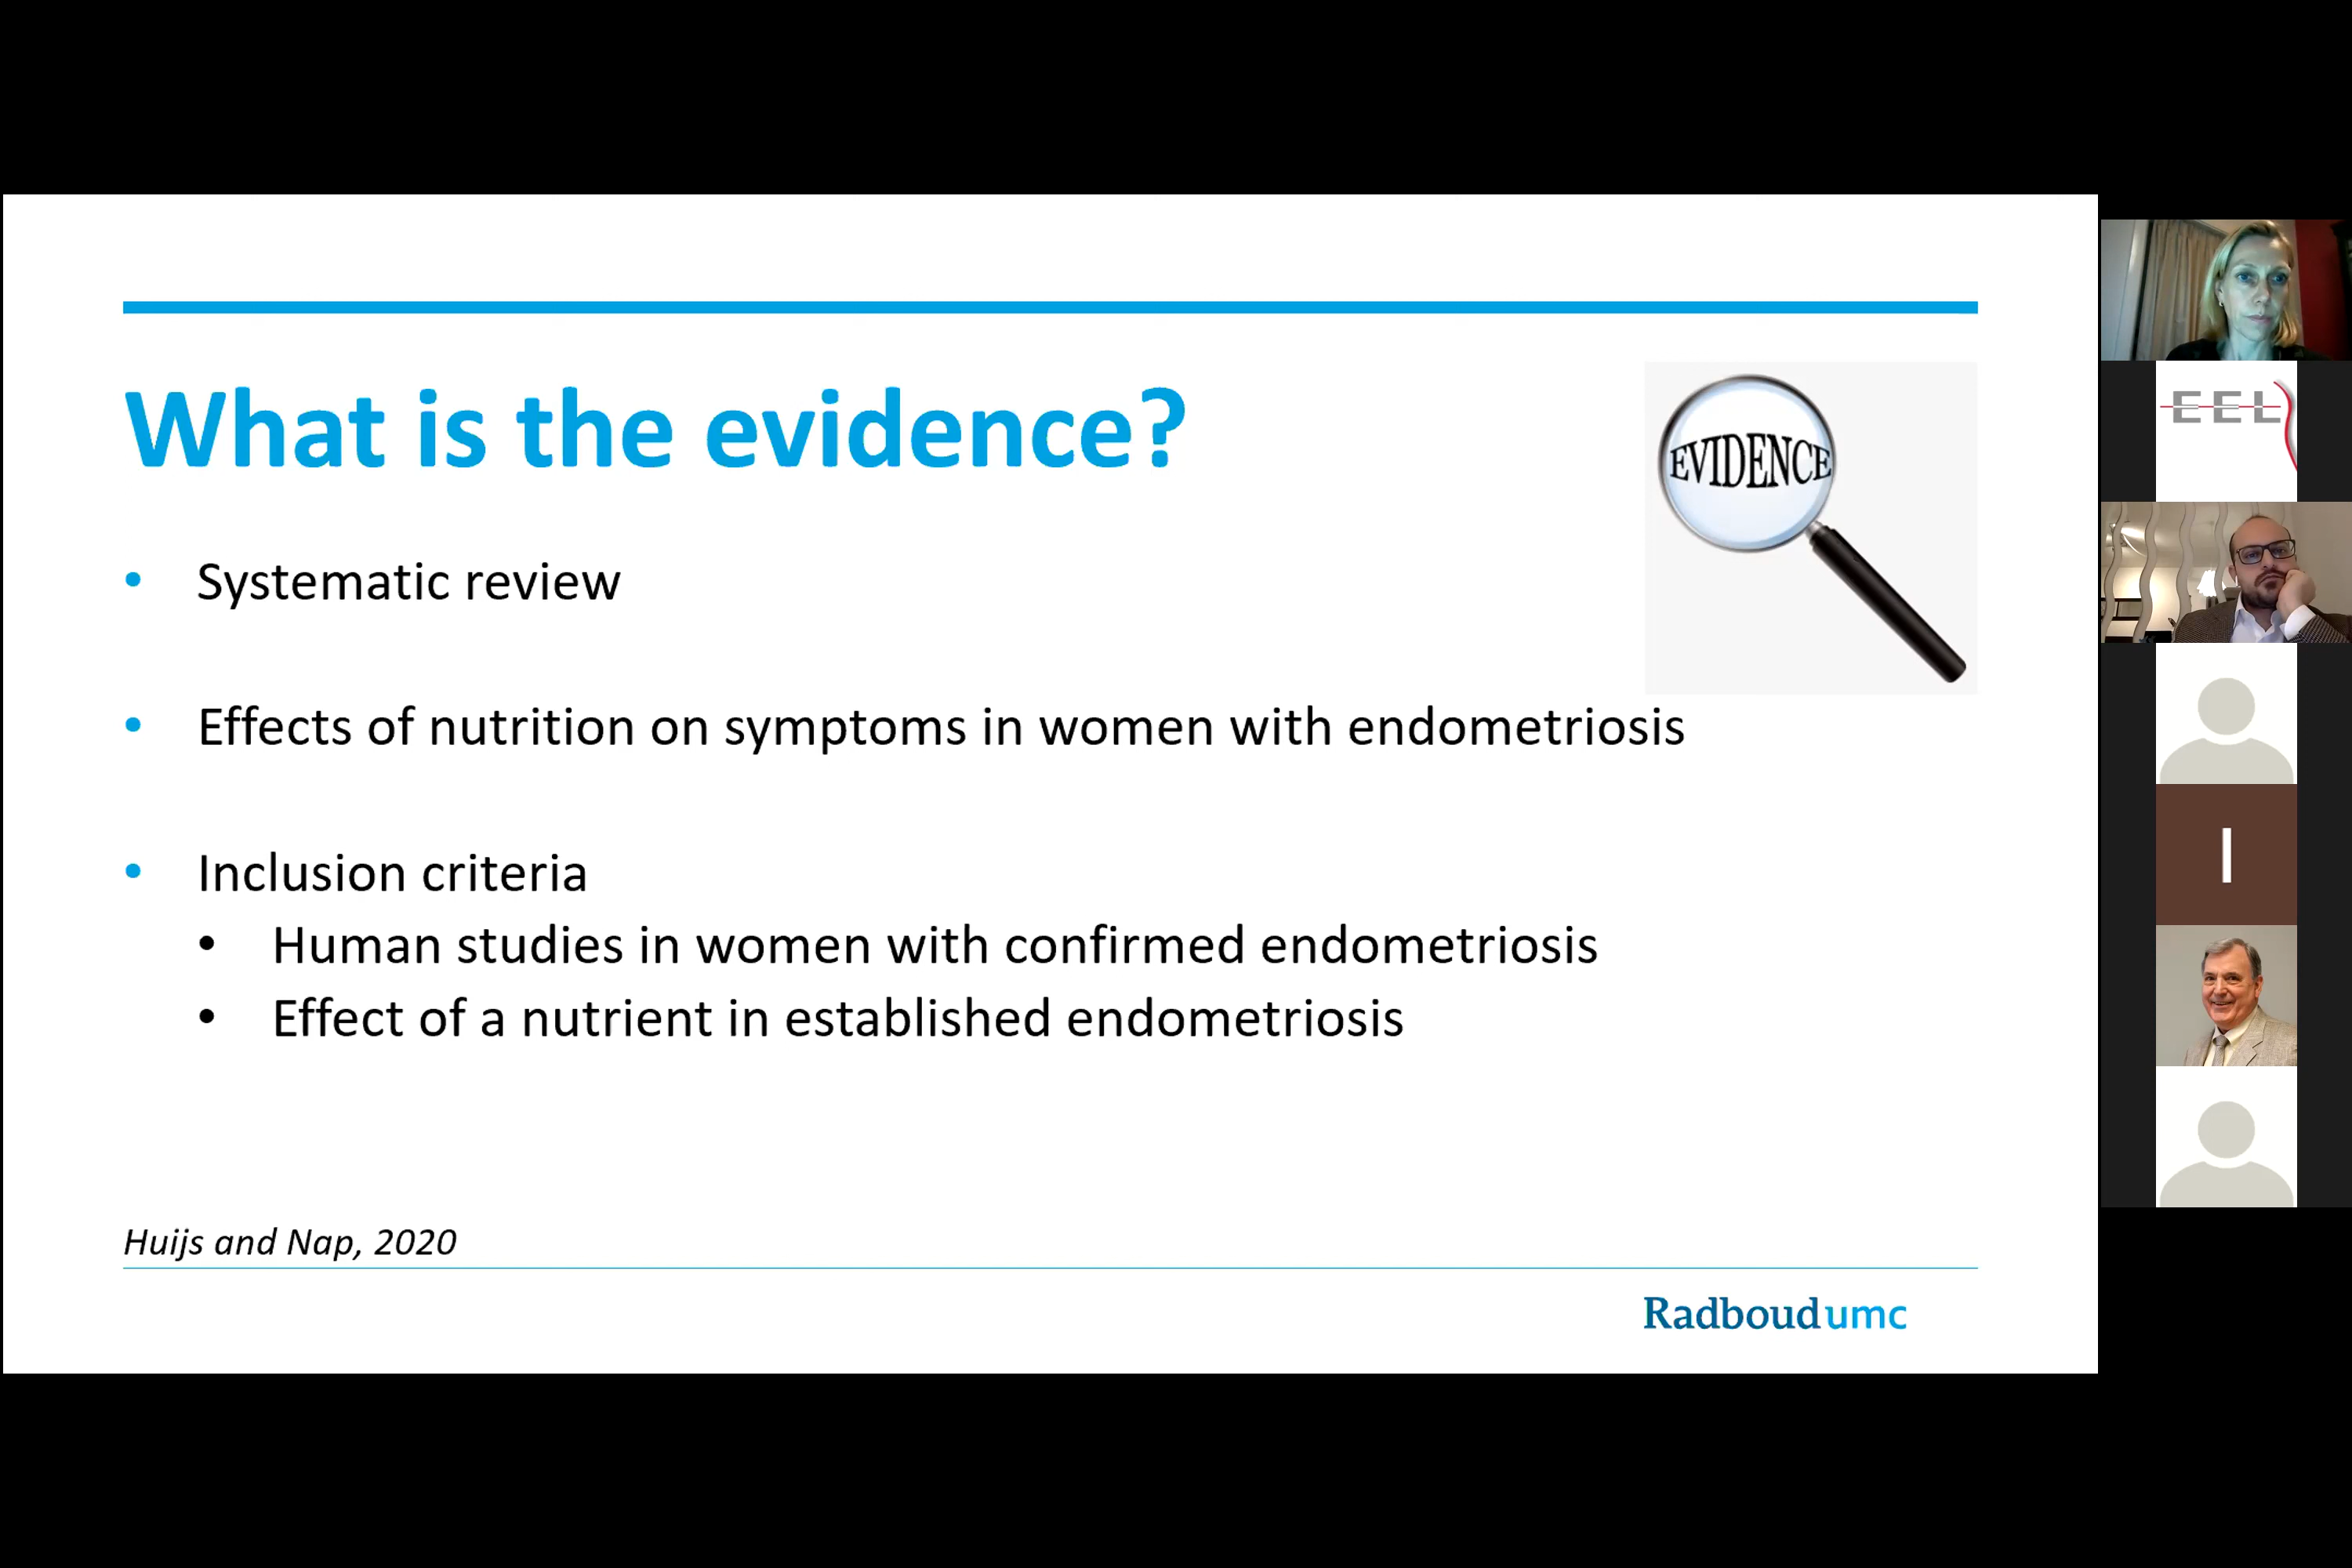 What is the evidence?
EVIDENCE
• Systematic review
• Effects of nutrition on symptoms in women with endometriosis
• Inclusion criteria
• Human studies in women with confirmed endometriosis
• Effect of a nutrient in established endometriosis
Huijs and Nap, 2020
Radboudumc
EEL
I